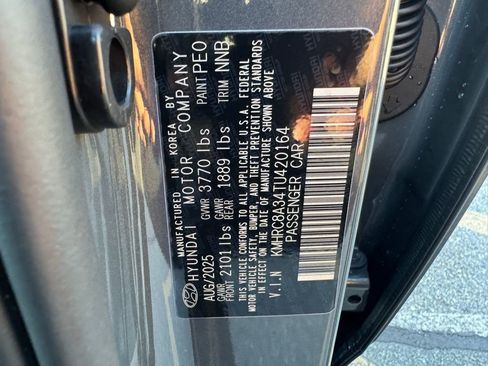 MANUFACTURED IN KOREA BY
HYUNDAI MOTOR COMPANY
AUG/2025 GVWR 3770 lbs PAINT PEO
GAWR FRONT 2101 lbs GAWR REAR 1889 lbs TRIM NNB
THIS VEHICLE CONFORMS TO ALL APPLICABLE U.S.A. FEDERAL
MOTOR VEHICLE SAFETY, BUMPER, AND THEFT PREVENTION STANDARDS
IN EFFECT ON THE DATE OF MANUFACTURE SHOWN ABOVE
V.I.N KMHRC8A34TU420164
PASSENGER CAR